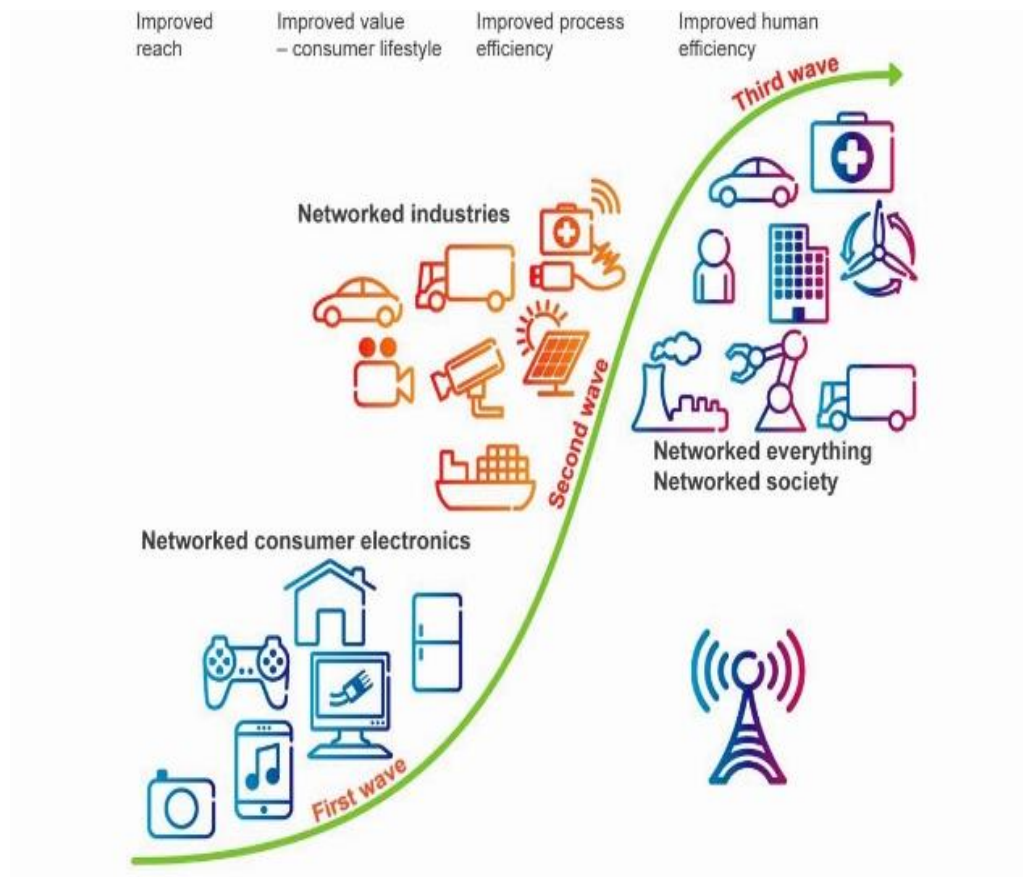 Improved
reach
Improved value
– consumer lifestyle
Improved process
efficiency
Improved human
efficiency
Third wave
Networked industries
Second wave
Networked everything
Networked society
Networked consumer electronics
First wave